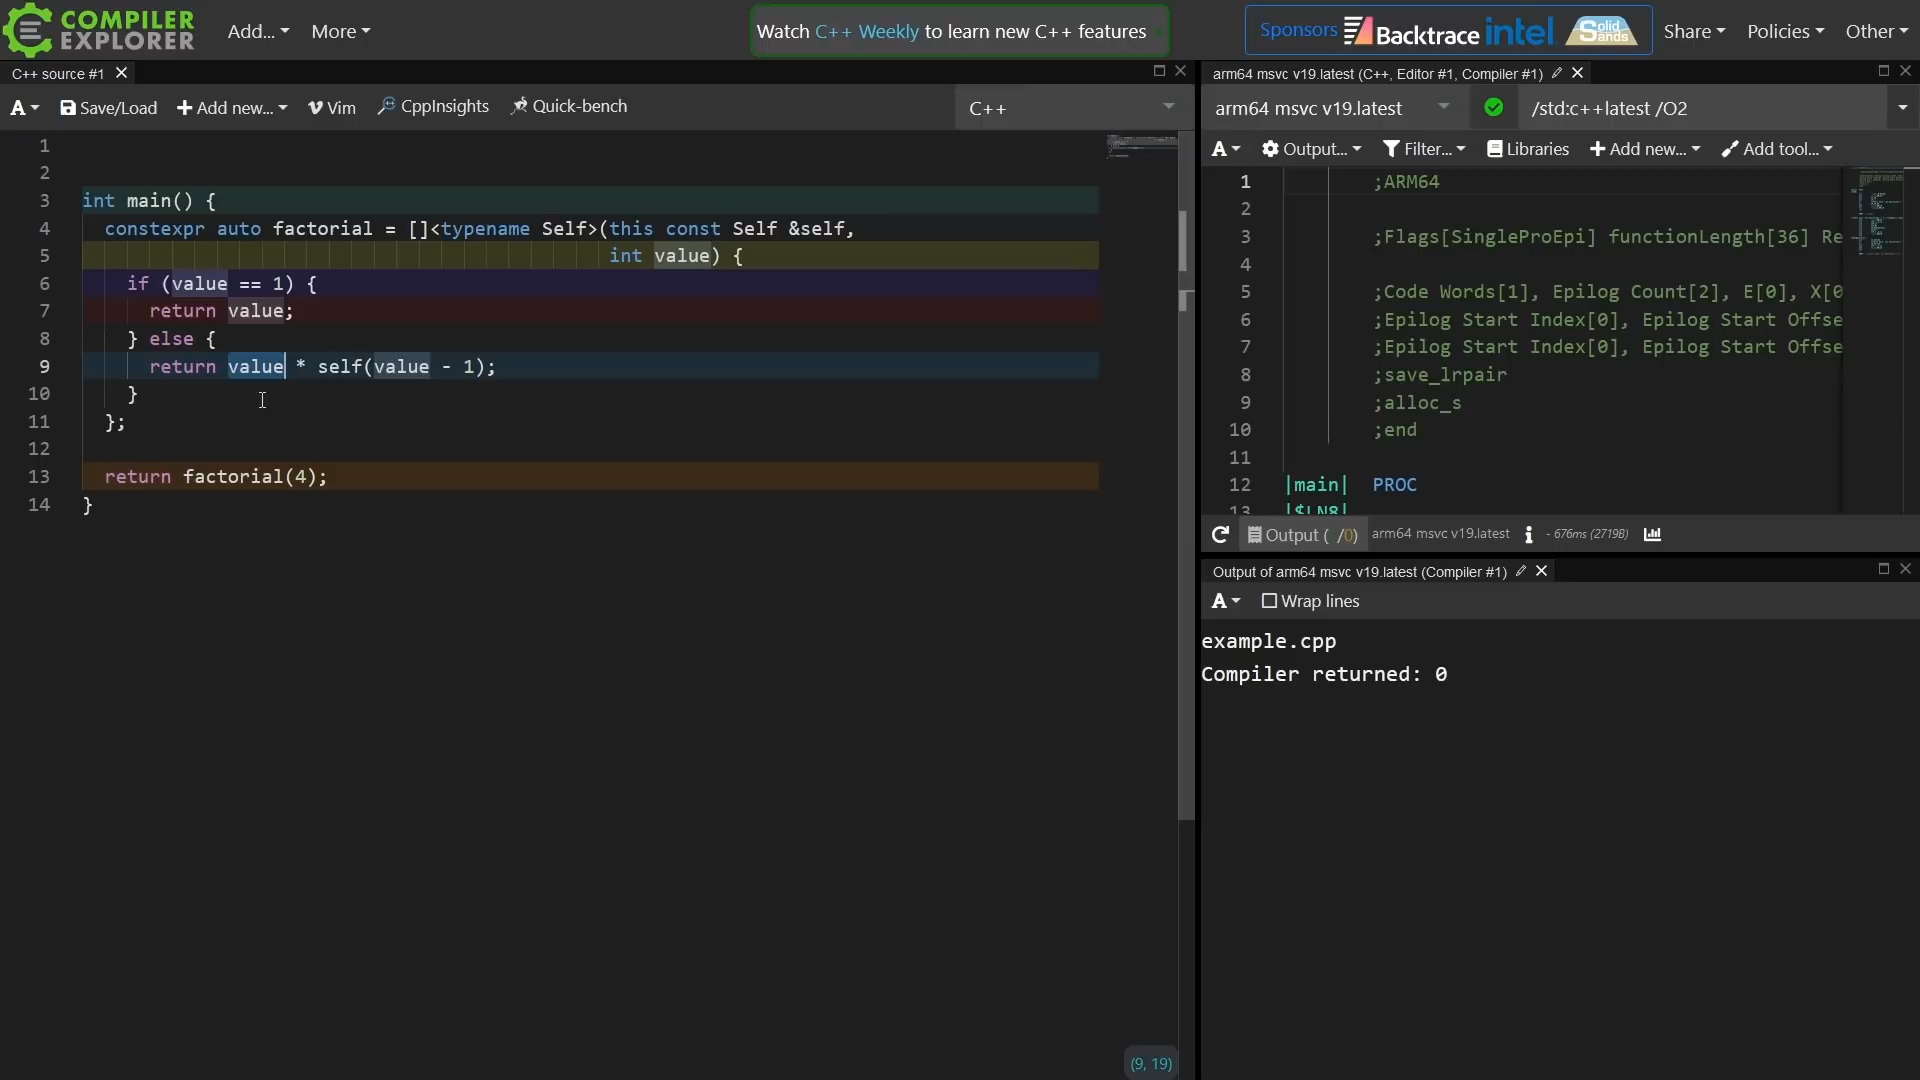 COMPILER EXPLORER
Add... More
Watch C++ Weekly to learn new C++ features
Sponsors Backtrace intel Solid Sands
Share Policies Other
C++ source #1
A Save/Load Add new... Vim CppInsights Quick-bench
C++
1
2
3 int main() {
4 constexpr auto factorial = []<typename Self>(this const Self &self,
5 int value) {
6 if (value == 1) {
7 return value;
8 } else {
9 return value * self(value - 1);
10 }
11 };
12
13 return factorial(4);
14 }
(9, 19)
arm64 msvc v19.latest (C++, Editor #1, Compiler #1)
arm64 msvc v19.latest /std:c++latest /O2
A Output... Filter... Libraries Add new... Add tool...
1 ;ARM64
2
3 ;Flags[SingleProEpi] functionLength[36] Re
4
5 ;Code Words[1], Epilog Count[2], E[0], X[0
6 ;Epilog Start Index[0], Epilog Start Offse
7 ;Epilog Start Index[0], Epilog Start Offse
8 ;save_lrpair
9 ;alloc_s
10 ;end
11
12 |main| PROC
13 |$LN8|
Output ( /0) arm64 msvc v19.latest i - 676ms (2719B)
Output of arm64 msvc v19.latest (Compiler #1)
A Wrap lines
example.cpp
Compiler returned: 0